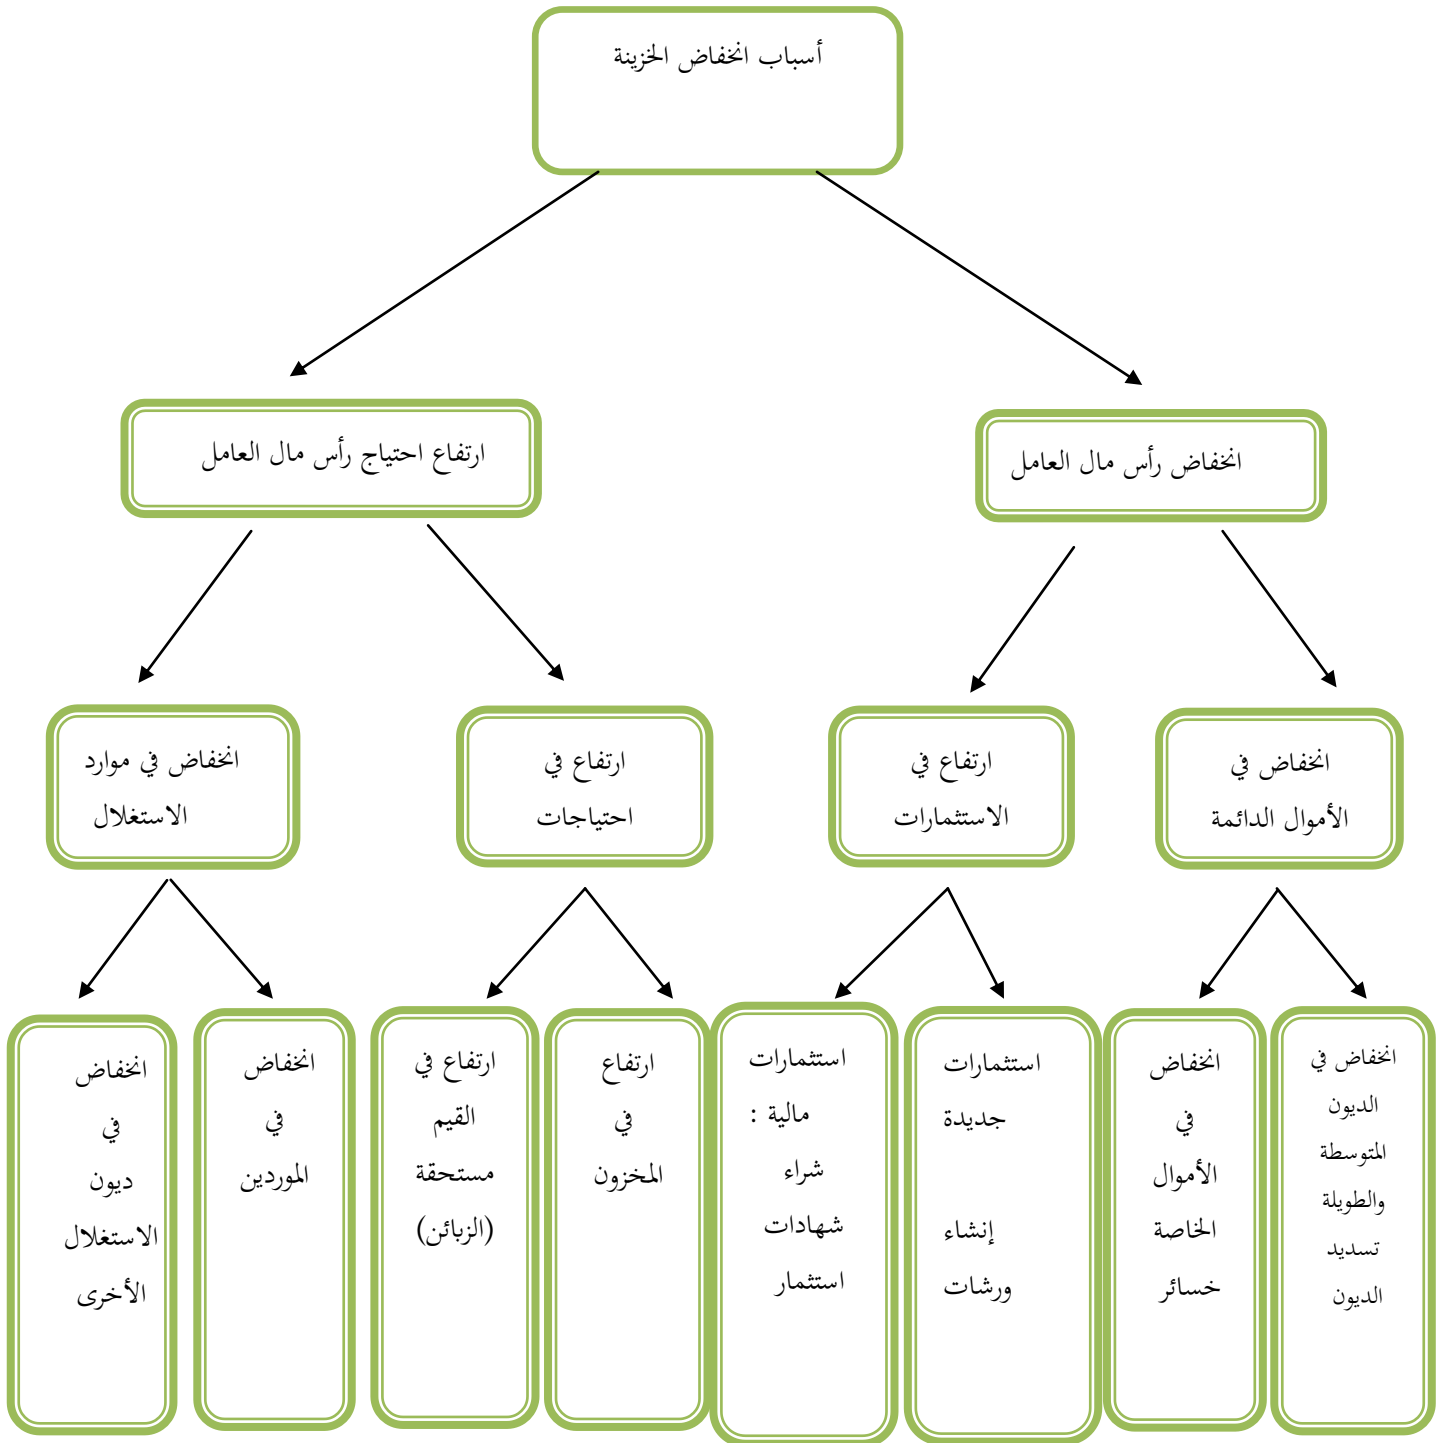 أسباب انخفاض الخزينة
انخفاض رأس مال العامل
ارتفاع احتياج رأس مال العامل
انخفاض في
الأموال الدائمة
ارتفاع في
الاستثمارات
ارتفاع في
احتياجات
انخفاض في موارد
الاستغلال
انخفاض في
الديون
المتوسطة
والطويلة
تسديد
الديون
انخفاض
في
الأموال
الخاصة
خسائر
استثمارات
جديدة
إنشاء
ورشات
استثمارات
مالية :
شراء
شهادات
استثمار
ارتفاع
في
المخزون
ارتفاع في
القيم
مستحقة
(الزبائن)
انخفاض
في
الموردين
انخفاض
في
ديون
الاستغلال
الأخرى